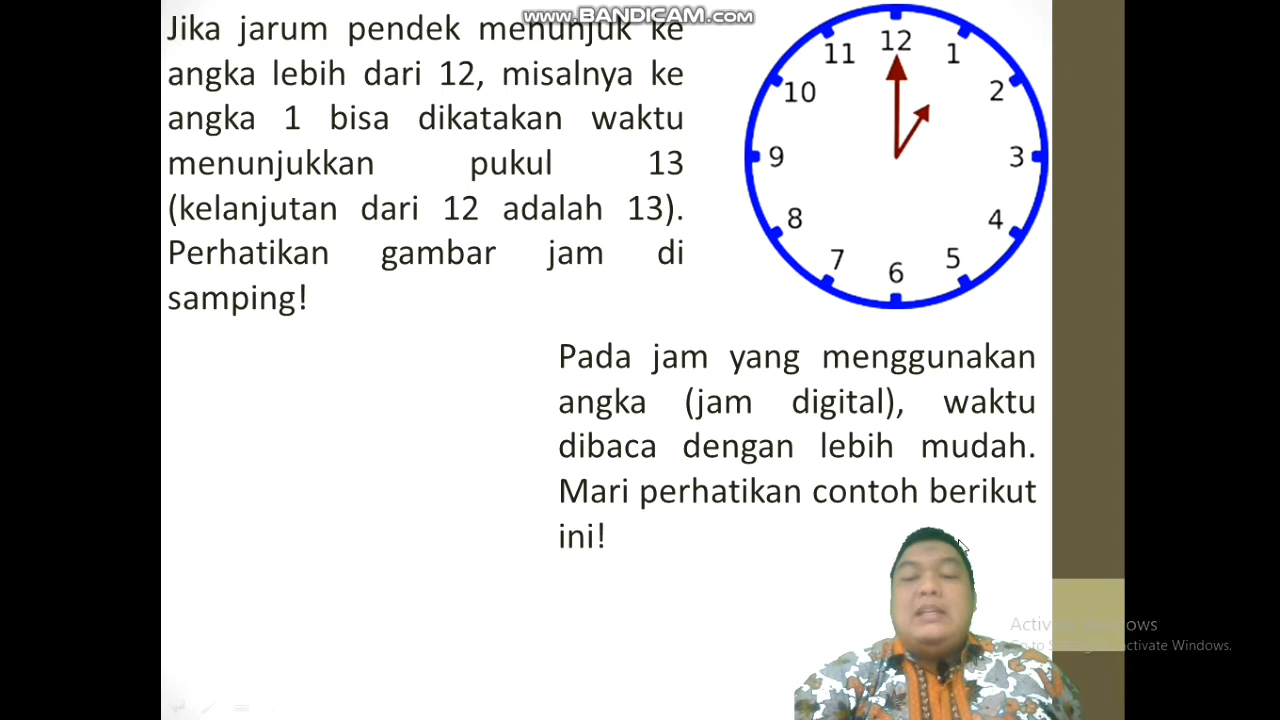 www.BANDICAM.com
Jika jarum pendek menunjuk ke
angka lebih dari 12, misalnya ke
angka 1 bisa dikatakan waktu
menunjukkan pukul 13
(kelanjutan dari 12 adalah 13).
Perhatikan gambar jam di
samping!
12
1
2
3
4
5
6
7
8
9
10
11
Pada jam yang menggunakan
angka (jam digital), waktu
dibaca dengan lebih mudah.
Mari perhatikan contoh berikut
ini!
Windows.